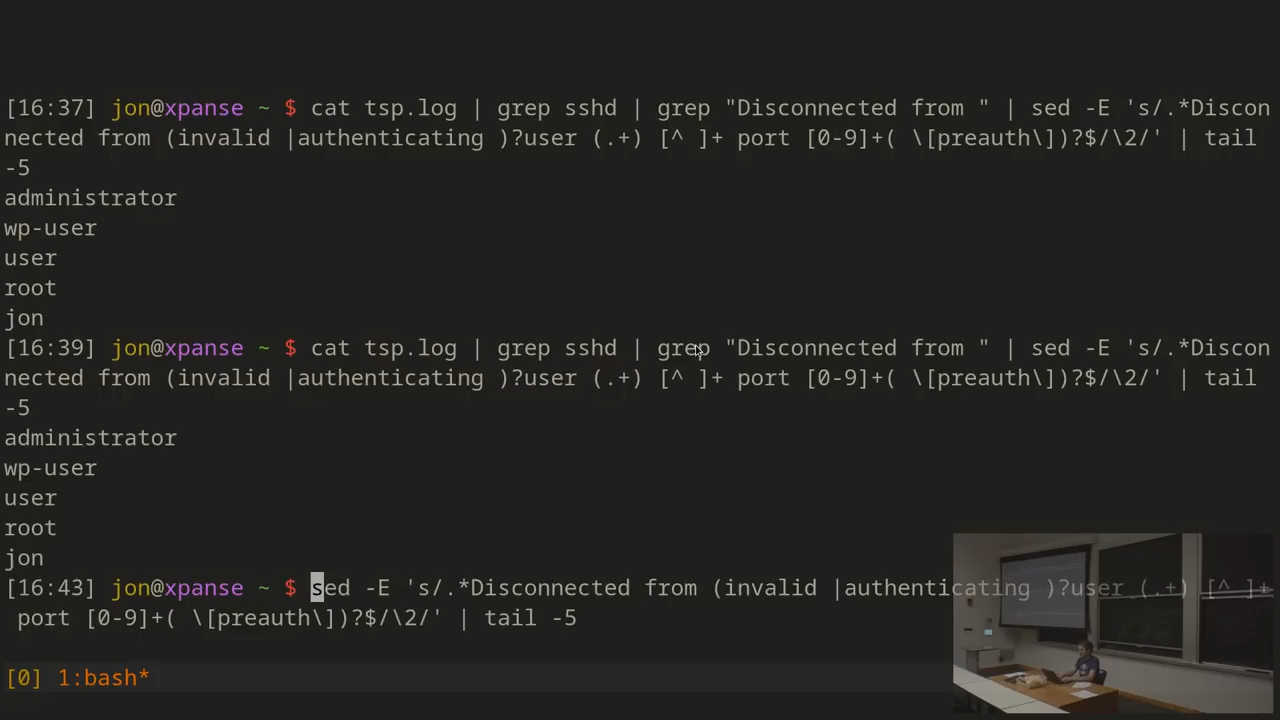 [16:37] jon@xpanse ~ $ cat tsp.log | grep sshd | grep "Disconnected from " | sed -E 's/.*Discon
nected from (invalid |authenticating )?user (.+) [^ ]+ port [0-9]+( \[preauth\])?$/\2/' | tail
-5
administrator
wp-user
user
root
jon
[16:39] jon@xpanse ~ $ cat tsp.log | grep sshd | grep "Disconnected from " | sed -E 's/.*Discon
nected from (invalid |authenticating )?user (.+) [^ ]+ port [0-9]+( \[preauth\])?$/\2/' | tail
-5
administrator
wp-user
user
root
jon
[16:43] jon@xpanse ~ $ sed -E 's/.*Disconnected from (invalid |authenticating )?user (.+) [^ ]+
 port [0-9]+( \[preauth\])?$/\2/' | tail -5
[0] 1:bash*